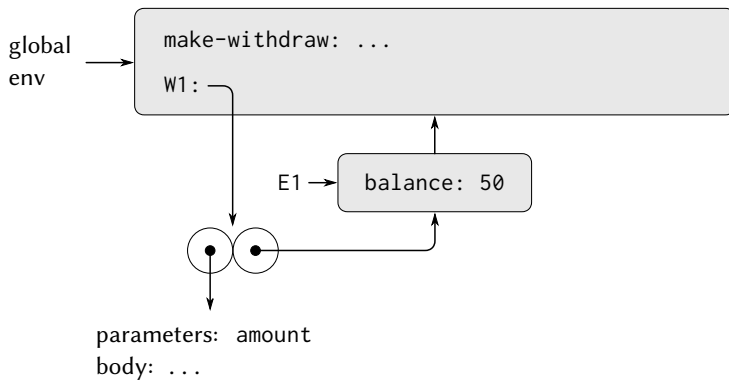 global
env
make-withdraw: ...
W1:
E1
balance: 50
parameters: amount
body: ...